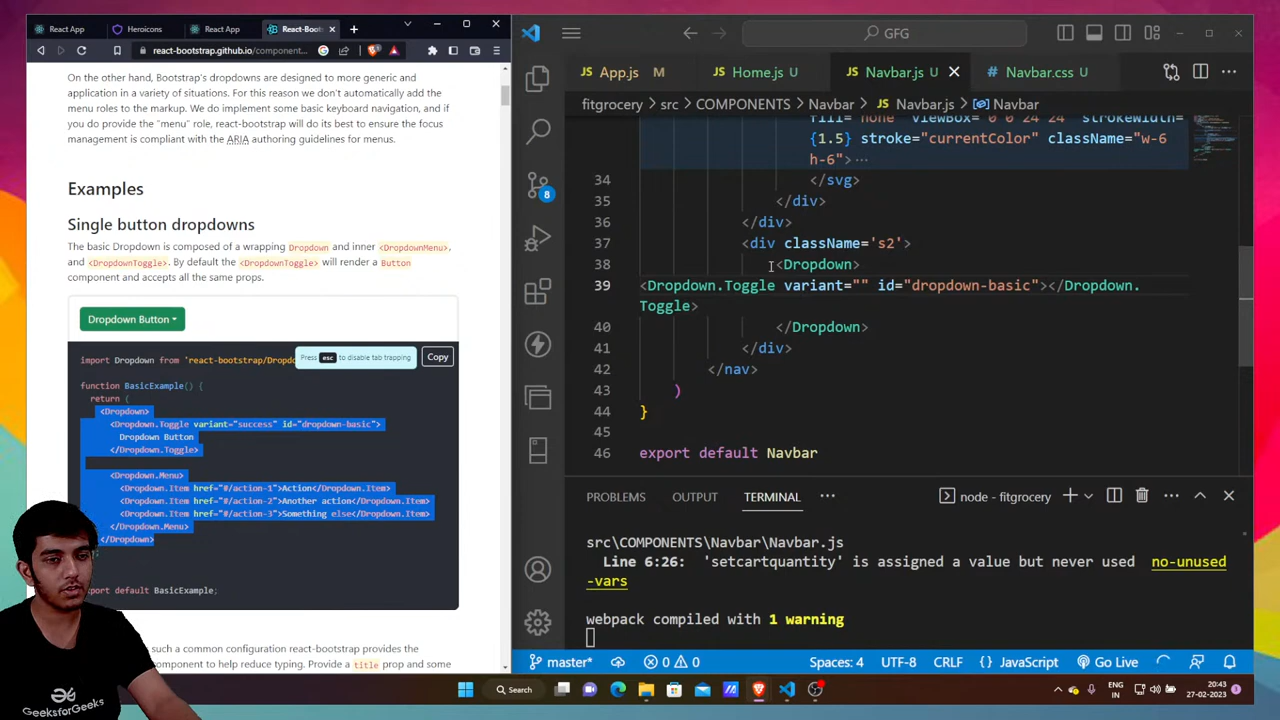 React App
Heroicons
React App
React-Boots
react-bootstrap.github.io/component...
On the other hand, Bootstrap's dropdowns are designed to more generic and
application in a variety of situations. For this reason we don't automatically add the
menu roles to the markup. We do implement some basic keyboard navigation, and if
you do provide the "menu" role, react-bootstrap will do its best to ensure the focus
management is compliant with the ARIA authoring guidelines for menus.
Examples
Single button dropdowns
The basic Dropdown is composed of a wrapping Dropdown and inner <DropdownMenu>,
and <DropdownToggle>. By default the <DropdownToggle> will render a Button
component and accepts all the same props.
Dropdown Button
Press esc to disable tab trapping
Copy
import Dropdown from 'react-bootstrap/Dropdo
function BasicExample() {
return (
<Dropdown>
<Dropdown.Toggle variant="success" id="dropdown-basic">
Dropdown Button
</Dropdown.Toggle>
<Dropdown.Menu>
<Dropdown.Item href="#/action-1">Action</Dropdown.Item>
<Dropdown.Item href="#/action-2">Another action</Dropdown.Item>
<Dropdown.Item href="#/action-3">Something else</Dropdown.Item>
</Dropdown.Menu>
</Dropdown>
export default BasicExample;
such a common configuration react-bootstrap provides the
component to help reduce typing. Provide a title prop and some
GeeksforGeeks
GFG
App.js M
Home.js U
Navbar.js U
Navbar.css U
fitgrocery > src > COMPONENTS > Navbar > Navbar.js > Navbar
fill="none" viewBox="0 0 24 24" strokeWidth=
{1.5} stroke="currentColor" className="w-6
h-6">...
34 </svg>
35 </div>
36 </div>
37 <div className='s2'>
38 <Dropdown>
39 <Dropdown.Toggle variant="" id="dropdown-basic"></Dropdown.
Toggle>
40 </Dropdown>
41 </div>
42 </nav>
43 )
44 }
45
46 export default Navbar
8
PROBLEMS
OUTPUT
TERMINAL
node - fitgrocery
src\COMPONENTS\Navbar\Navbar.js
Line 6:26: 'setcartquantity' is assigned a value but never used no-unused
-vars
webpack compiled with 1 warning
master*
0 0
Spaces: 4
UTF-8
CRLF
{} JavaScript
Go Live
Search
ENG
IN
20:43
27-02-2023